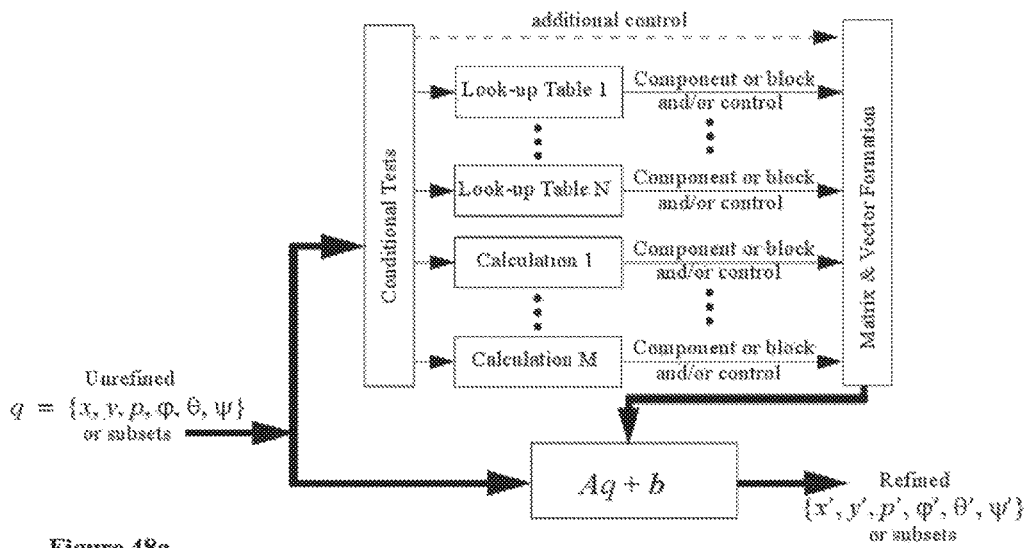 additional control
Conditional Tests
Look-up Table 1
Component or block
and/or control
Look-up Table N
Component or block
and/or control
Calculation 1
Component or block
and/or control
Calculation M
Component or block
and/or control
Matrix & Vector Formation
Unrefined
q = {x, y, p, φ, θ, ψ}
or subsets
Aq + b
Refined
{x′, y′, p′, φ′, θ′, ψ′}
or subsets
Figure 48a